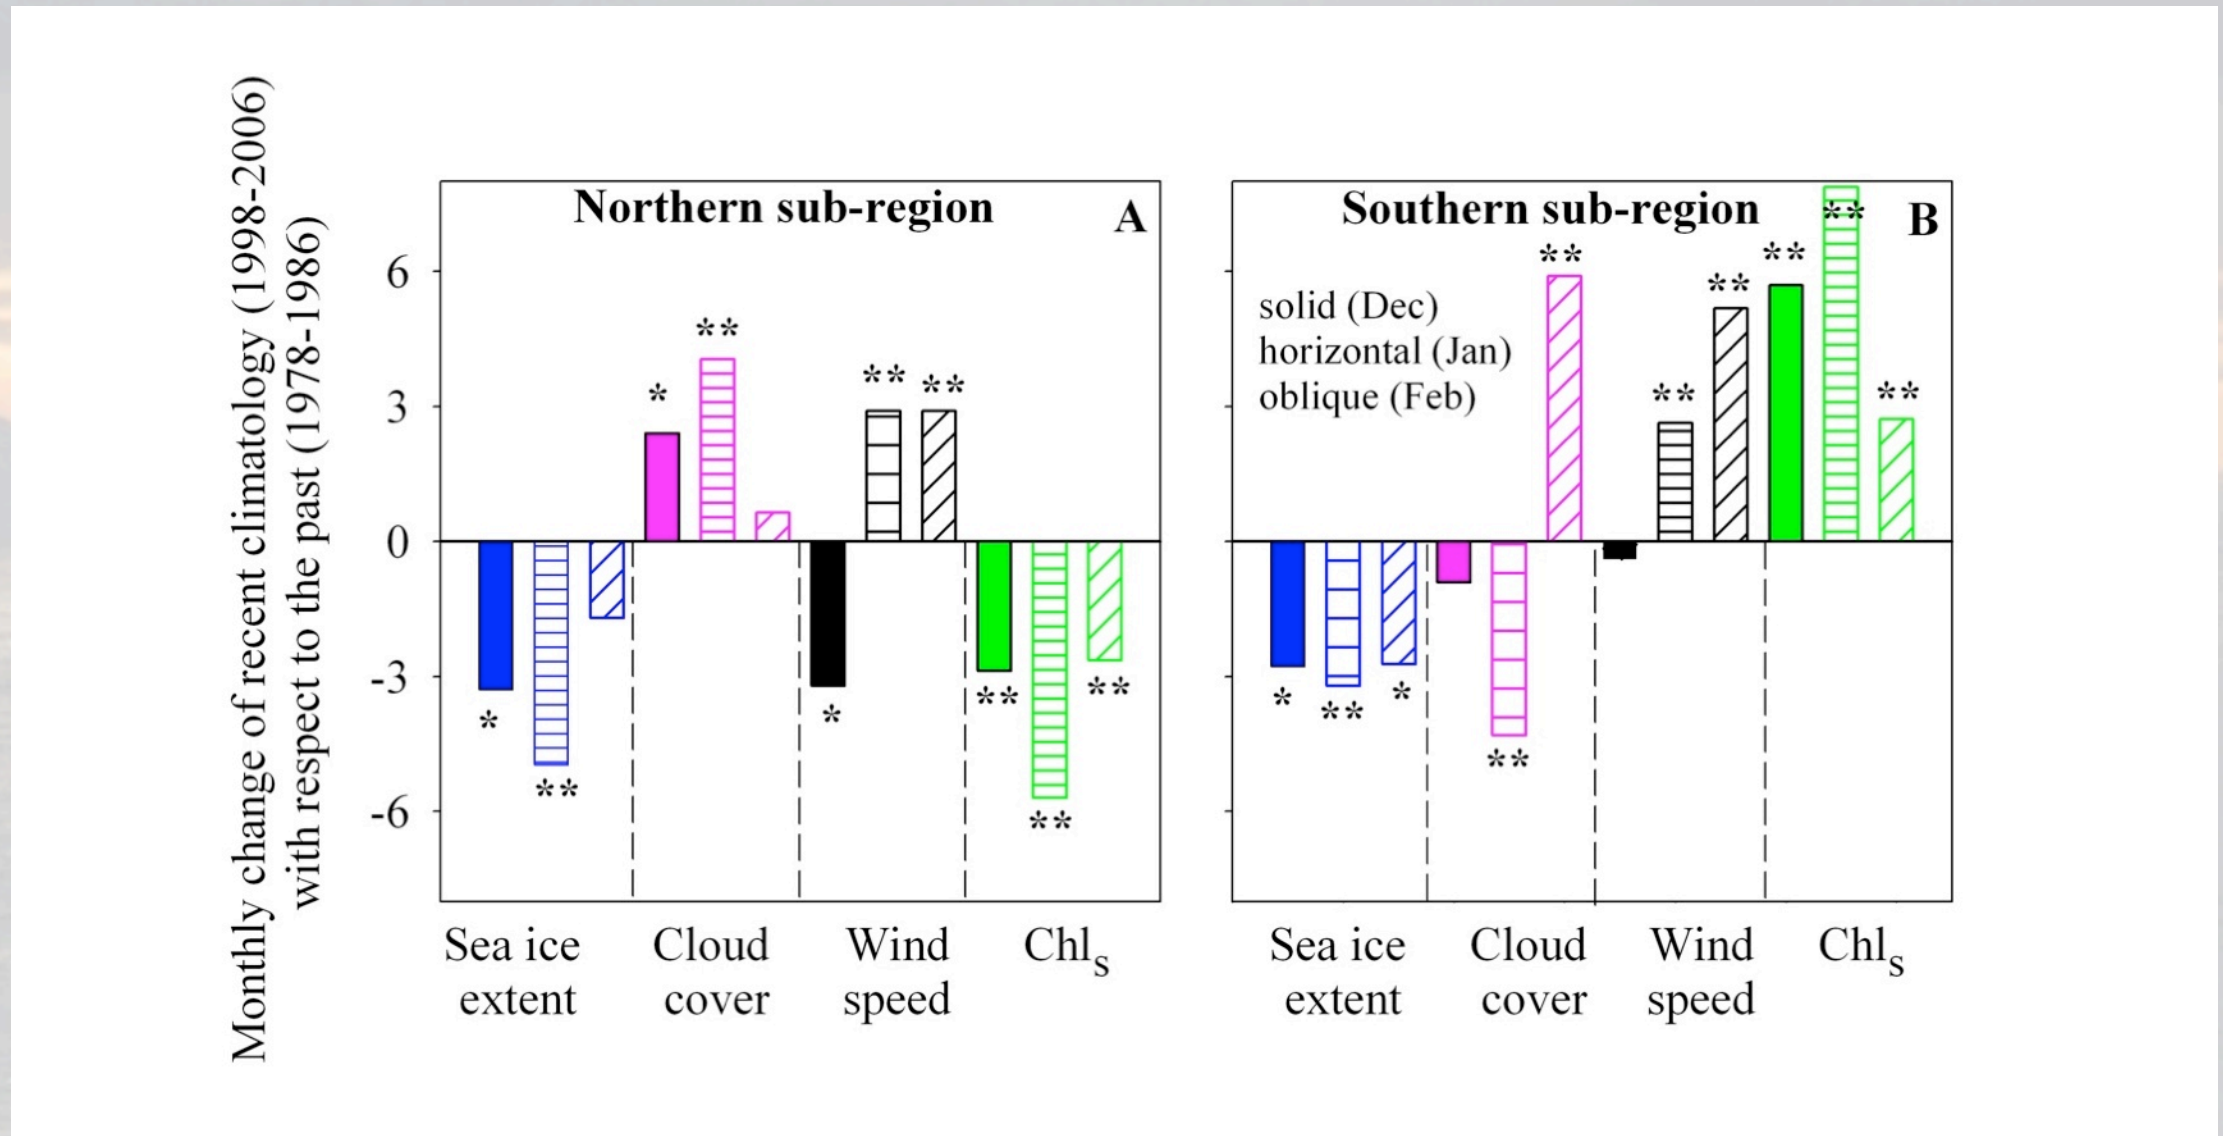 Monthly change of recent climatology (1998-2006)
with respect to the past (1978-1986)
Northern sub-region
A
6
3
0
-3
-6
*
**
*
**
*
**
**
**
**
**
Sea ice
extent
Cloud
cover
Wind
speed
Chls
Southern sub-region
B
solid (Dec)
horizontal (Jan)
oblique (Feb)
*
**
*
**
**
**
**
**
**
**
Sea ice
extent
Cloud
cover
Wind
speed
Chls